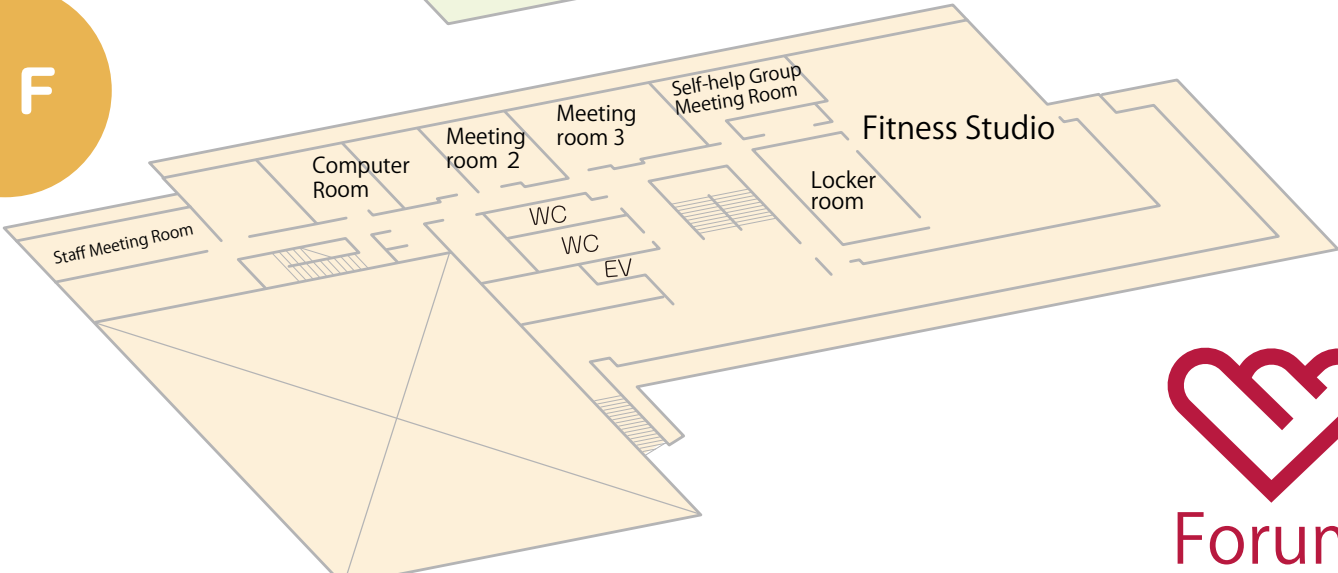 F
Self-help Group
Meeting Room
Meeting
room 3
Fitness Studio
Meeting
room 2
Computer
Room
Locker
room
WC
Staff Meeting Room
WC
EV
Forum